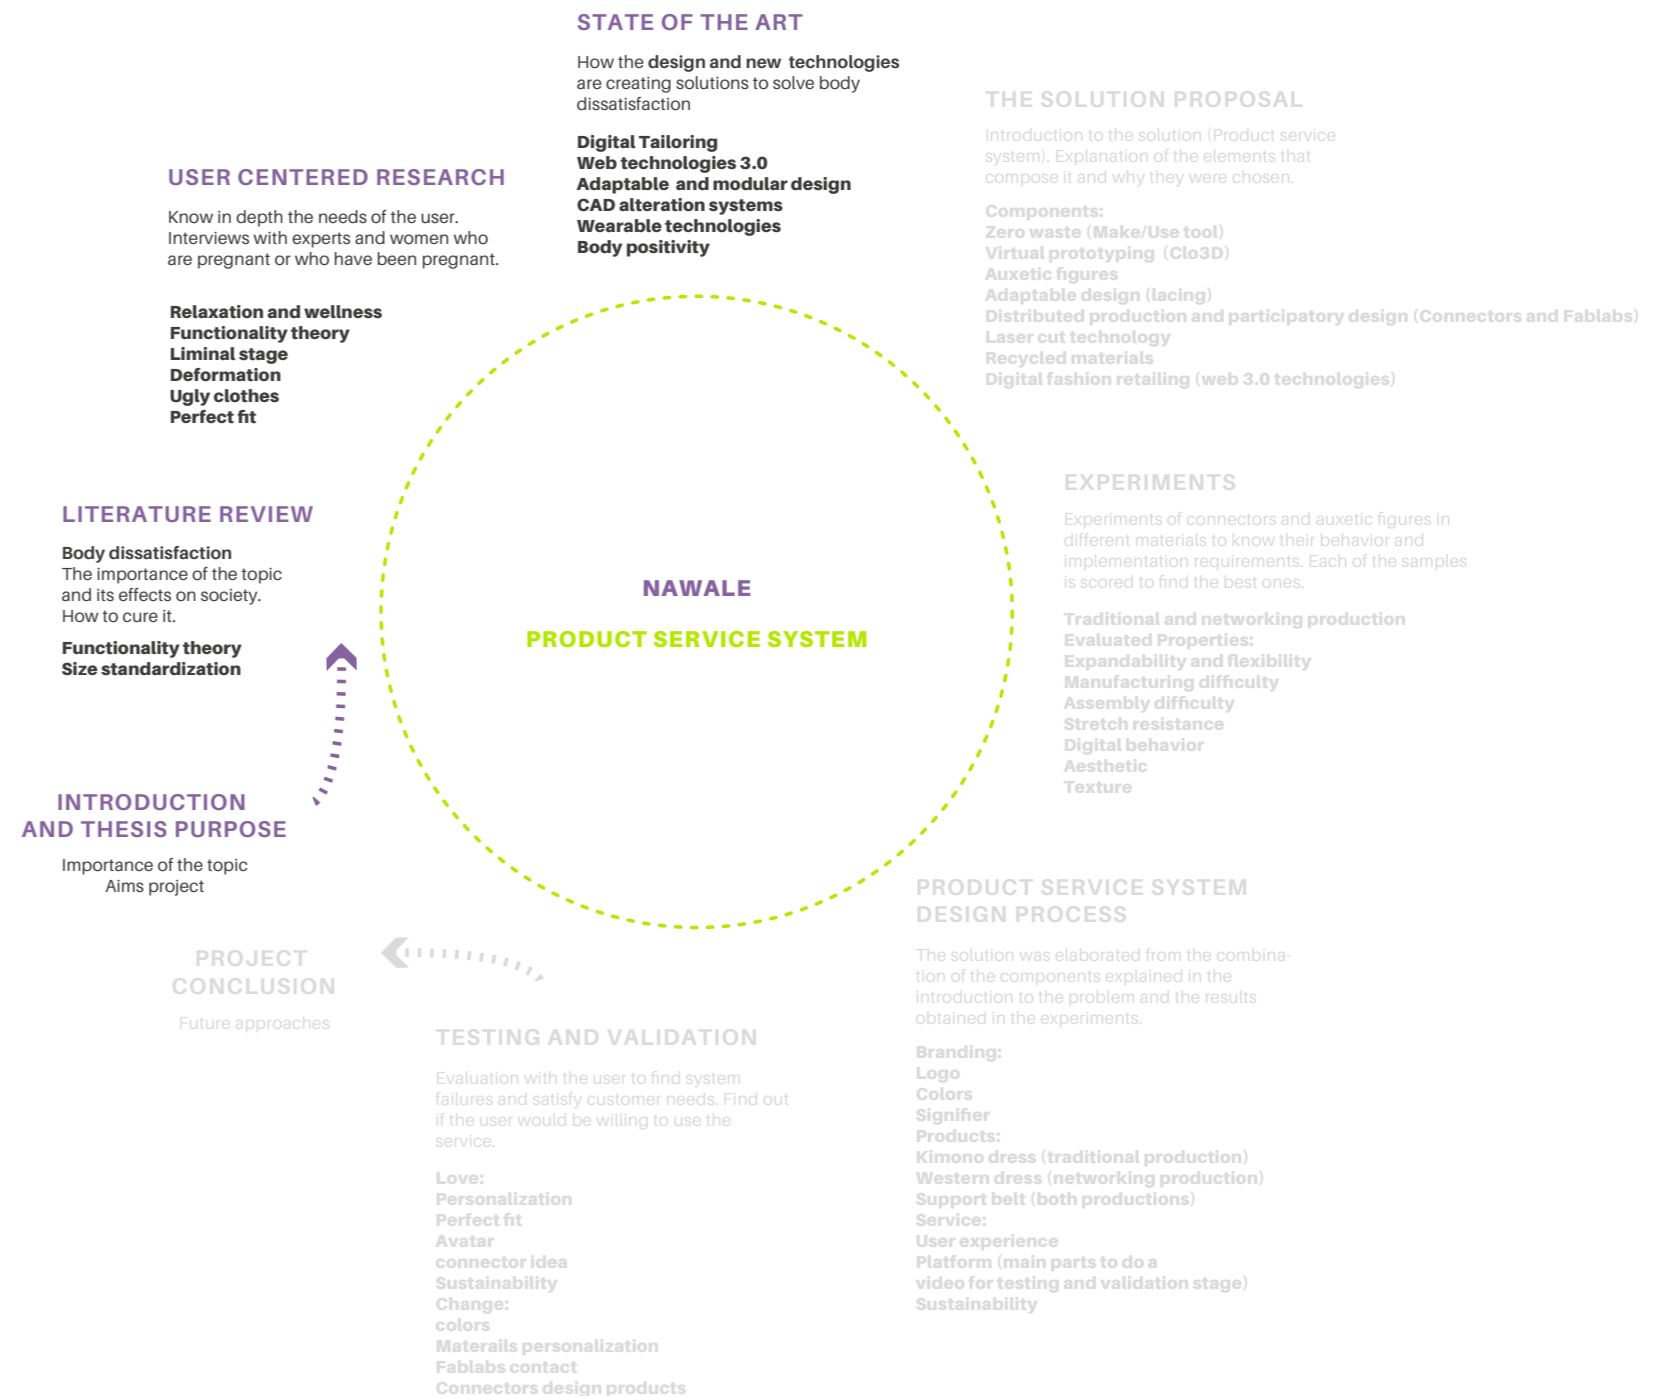 STATE OF THE ART
How the design and new technologies
are creating solutions to solve body
dissatisfaction
Digital Tailoring
Web technologies 3.0
Adaptable and modular design
CAD alteration systems
Wearable technologies
Body positivity
THE SOLUTION PROPOSAL
Introduction to the solution (Product service
system). Explanation of the elements that
compose it and why they were chosen.
Components:
Zero waste (Make/Use tool)
Virtual prototyping (Clo3D)
Auxetic figures
Adaptable design (lacing)
Distributed production and participatory design (Connectors and Fablabs)
Laser cut technology
Recycled materials
Digital fashion retailing (web 3.0 technologies)
USER CENTERED RESEARCH
Know in depth the needs of the user.
Interviews with experts and women who
are pregnant or who have been pregnant.
Relaxation and wellness
Functionality theory
Liminal stage
Deformation
Ugly clothes
Perfect fit
EXPERIMENTS
Experiments of connectors and auxetic figures in
different materials to know their behavior and
implementation requirements. Each of the samples
is scored to find the best ones.
Traditional and networking production
Evaluated Properties:
Expandability and flexibility
Manufacturing difficulty
Assembly difficulty
Stretch resistance
Digital behavior
Aesthetic
Texture
LITERATURE REVIEW
Body dissatisfaction
The importance of the topic
and its effects on society.
How to cure it.
Functionality theory
Size standardization
NAWALE
PRODUCT SERVICE SYSTEM
INTRODUCTION
AND THESIS PURPOSE
Importance of the topic
Aims project
PRODUCT SERVICE SYSTEM
DESIGN PROCESS
The solution was elaborated from the combina-
tion of the components explained in the
introduction to the problem and the results
obtained in the experiments.
Branding:
Logo
Colors
Signifier
Products:
Kimono dress (traditional production)
Western dress (networking production)
Support belt (both productions)
Service:
User experience
Platform (main parts to do a
video for testing and validation stage)
Sustainability
PROJECT
CONCLUSION
Future approaches
TESTING AND VALIDATION
Evaluation with the user to find system
failures and satisfy customer needs. Find out
if the user would be willing to use the
service.
Love:
Personalization
Perfect fit
Avatar
connector idea
Sustainability
Change:
colors
Materails personalization
Fablabs contact
Connectors design products